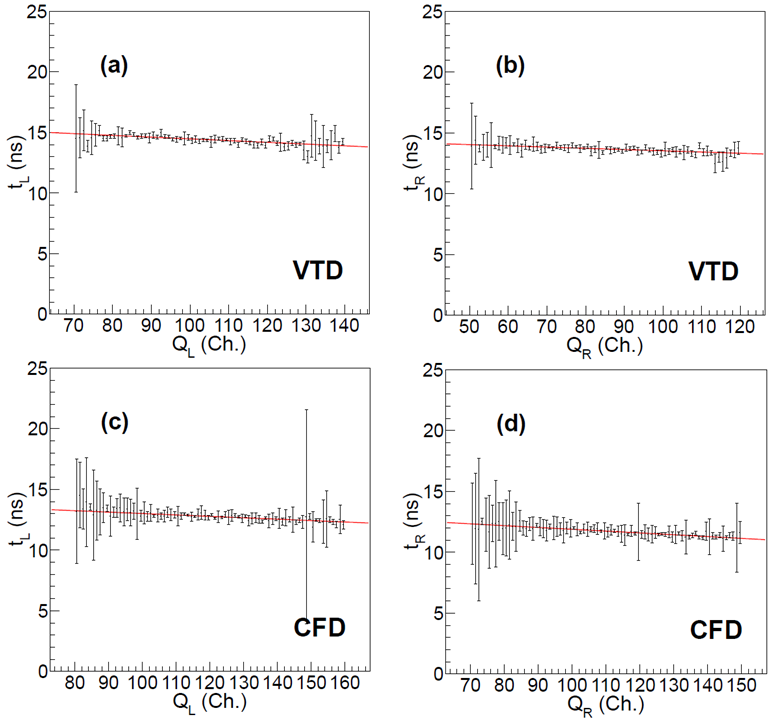 25
20
15
10
5
0
t_L (ns)
(a)
VTD
70 80 90 100 110 120 130 140
Q_L (Ch.)
25
20
15
10
5
0
t_R (ns)
(b)
VTD
50 60 70 80 90 100 110 120
Q_R (Ch.)
25
20
15
10
5
0
t_L (ns)
(c)
CFD
80 90 100 110 120 130 140 150 160
Q_L (Ch.)
25
20
15
10
5
0
t_R (ns)
(d)
CFD
70 80 90 100 110 120 130 140 150
Q_R (Ch.)